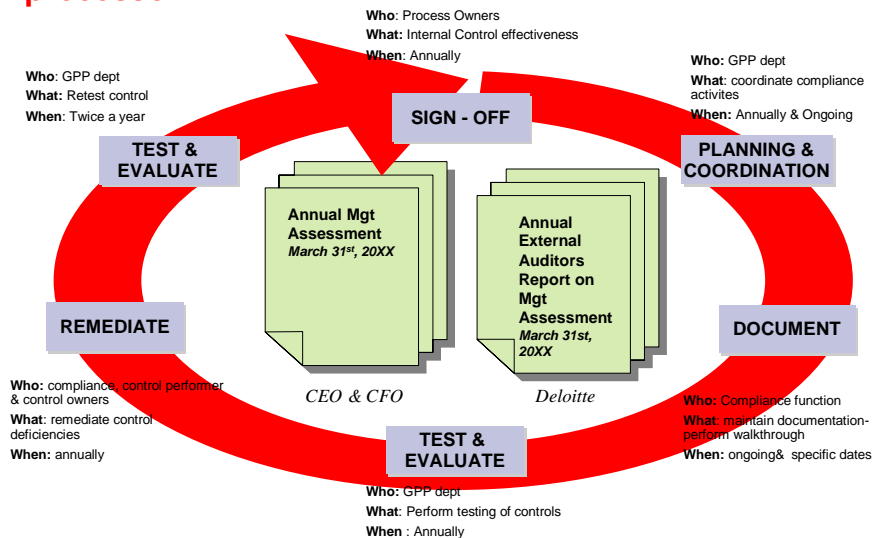 Who: Process Owners
What: Internal Control effectiveness
When: Annually
Who: GPP dept
What: Retest control
When: Twice a year
Who: GPP dept
What: coordinate compliance
activites
When: Annually & Ongoing
SIGN - OFF
TEST &
EVALUATE
PLANNING &
COORDINATION
Annual Mgt
Assessment
March 31st, 20XX
Annual
External
Auditors
Report on
Mgt
Assessment
March 31st,
20XX
REMEDIATE
DOCUMENT
Who: compliance, control performer
& control owners
What: remediate control
deficiencies
When: annually
CEO & CFO
Deloitte
Who: Compliance function
What: maintain documentation-
perform walkthrough
When: ongoing& specific dates
TEST &
EVALUATE
Who: GPP dept
What: Perform testing of controls
When : Annually